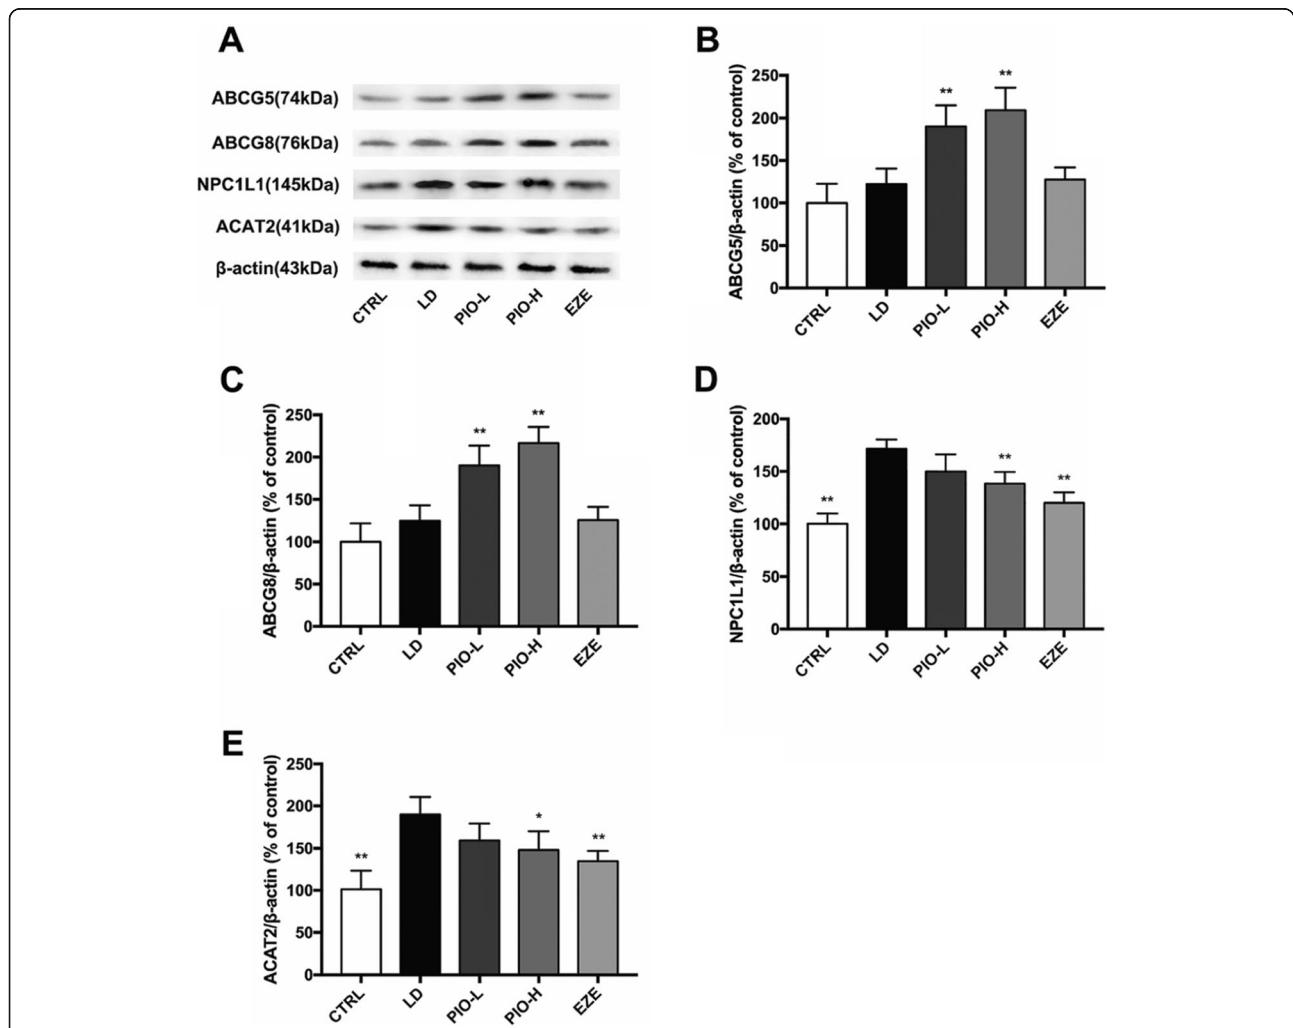 A
ABCG5(74kDa)
ABCG8(76kDa)
NPC1L1(145kDa)
ACAT2(41kDa)
β-actin(43kDa)
CTRL LD PIO-L PIO-H EZE
B
ABCG5/β-actin (% of control)
250
200
150
100
50
0
** **
CTRL LD PIO-L PIO-H EZE
C
ABCG8/β-actin (% of control)
250
200
150
100
50
0
** **
CTRL LD PIO-L PIO-H EZE
D
NPC1L1/β-actin (% of control)
200
150
100
50
0
** ** **
CTRL LD PIO-L PIO-H EZE
E
ACAT2/β-actin (% of control)
250
200
150
100
50
0
** * **
CTRL LD PIO-L PIO-H EZE